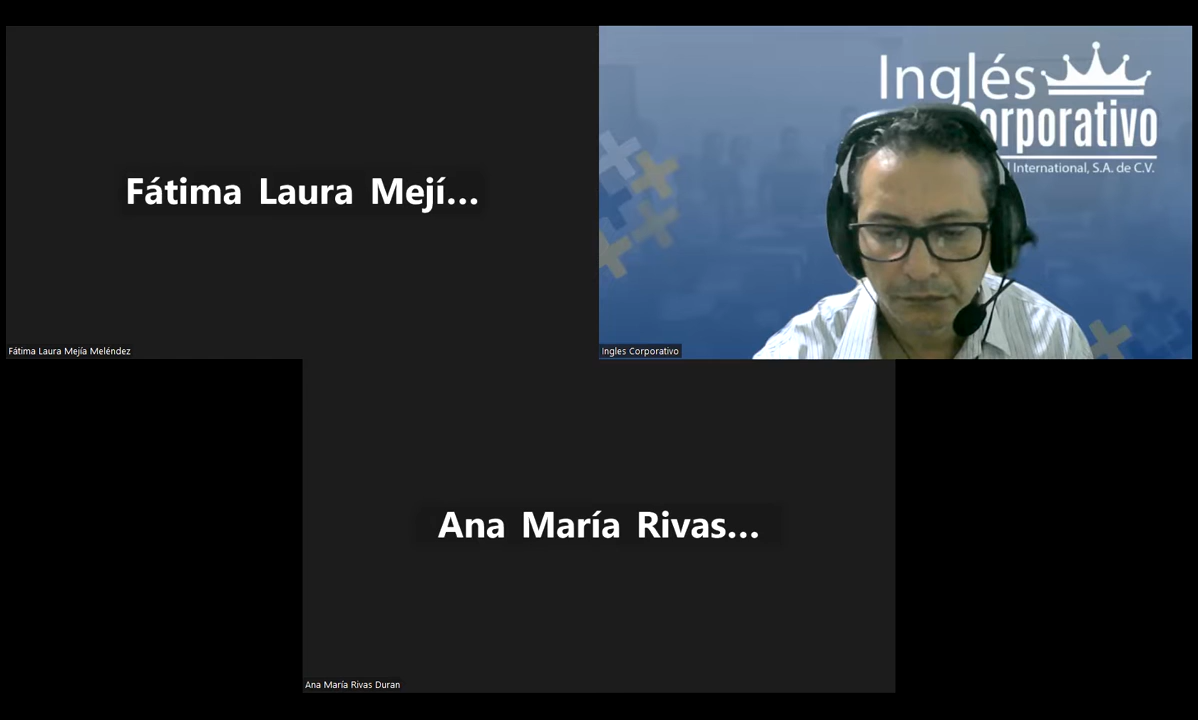 Fátima Laura Mejí...
Fátima Laura Mejía Meléndez
Inglés
orporativo
l International, S.A. de C.V.
Ingles Corporativo
Ana María Rivas...
Ana María Rivas Duran